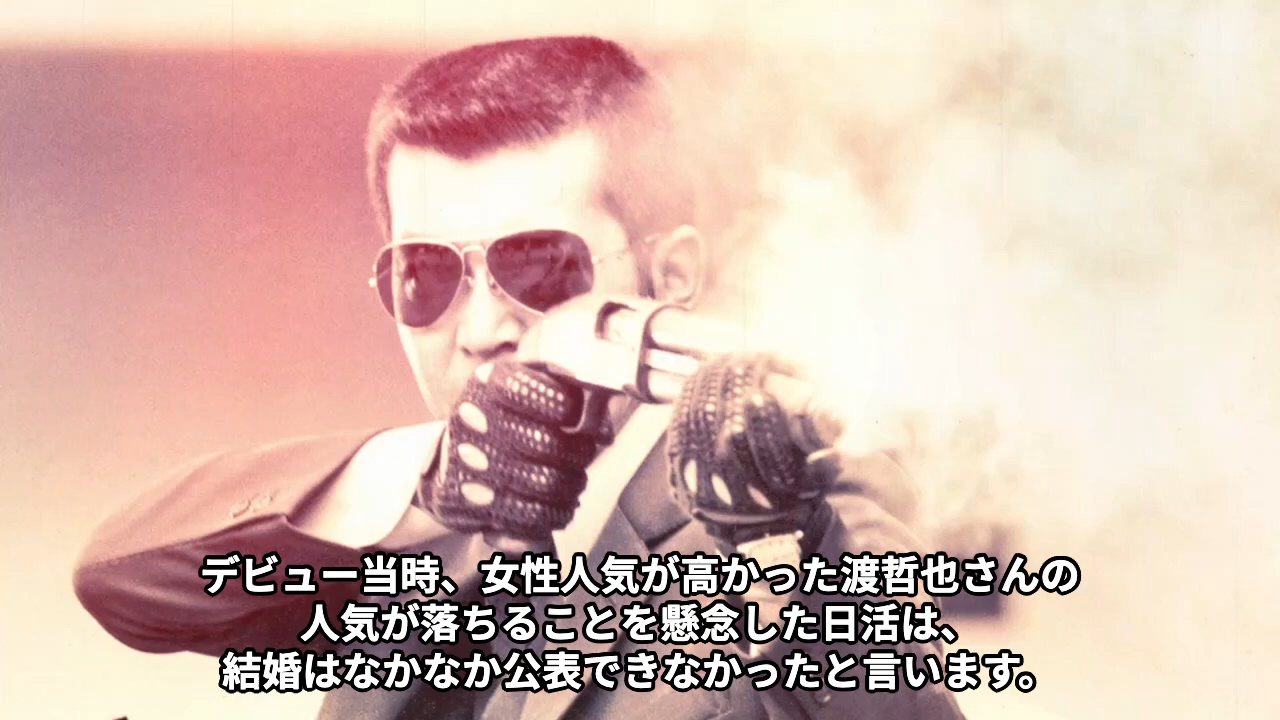 デビュー当時、女性人気が高かった渡哲也さんの
人気が落ちることを懸念した日活は、
結婚はなかなか公表できなかったと言います。